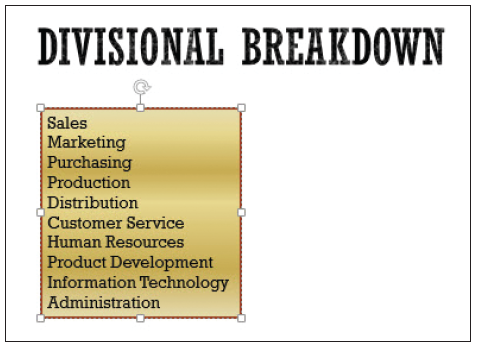 DIVISIONAL BREAKDOWN
Sales
Marketing
Purchasing
Production
Distribution
Customer Service
Human Resources
Product Development
Information Technology
Administration